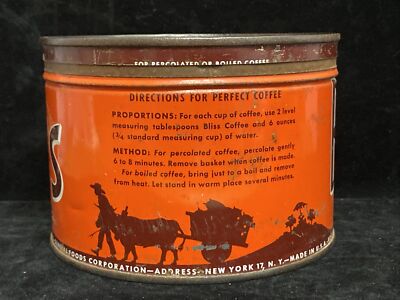 FOR PERCOLATED OR BOILED COFFEE
DIRECTIONS FOR PERFECT COFFEE
PROPORTIONS: For each cup of coffee, use 2 level
measuring tablespoons Bliss Coffee and 6 ounces
(3/4 standard measuring cup) of water.
METHOD: For percolated coffee, percolate gently
6 to 8 minutes. Remove basket when coffee is made.
For boiled coffee, bring just to a boil and remove
from heat. Let stand in warm place several minutes.
FOODS CORPORATION—ADDRESS: NEW YORK 17, N. Y.—MADE IN U.S.